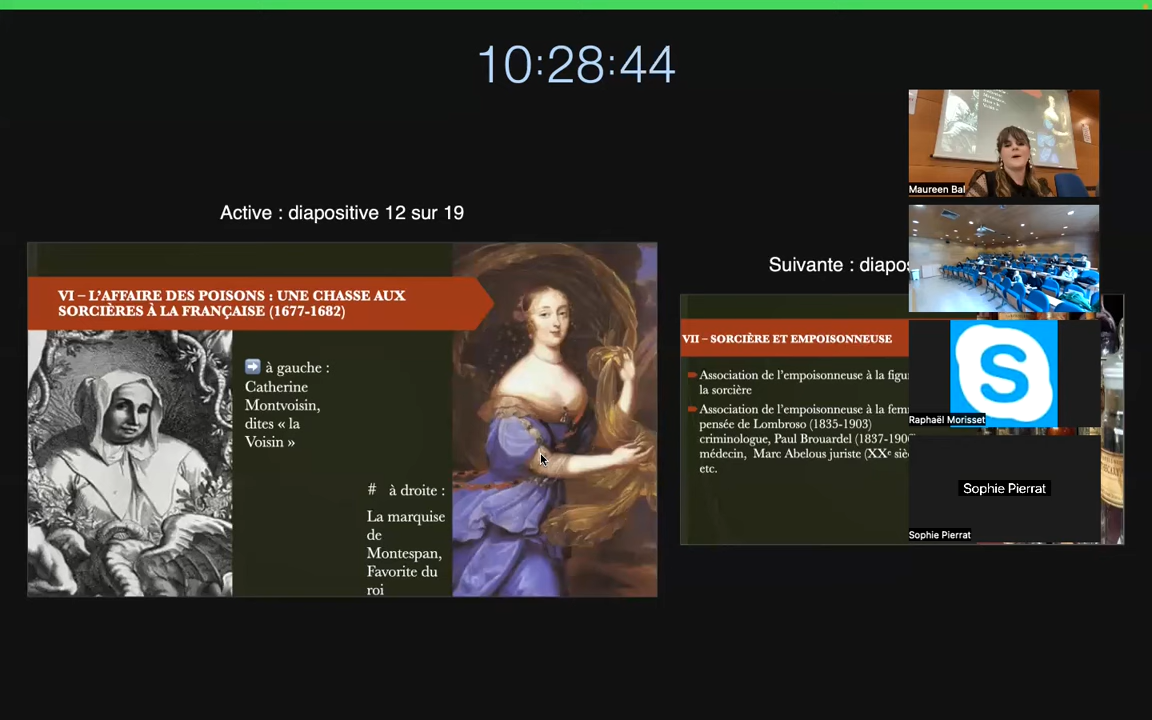 10:28:44
Active : diapositive 12 sur 19
VI – L'AFFAIRE DES POISONS : UNE CHASSE AUX
SORCIÈRES À LA FRANÇAISE (1677-1682)
➡ à gauche :
Catherine
Montvoisin,
dites « la
Voisin »
# à droite :
La marquise
de
Montespan,
Favorite du
roi
Suivante : diapos
VII – SORCIÈRE ET EMPOISONNEUSE
Association de l'empoisonneuse à la figu
la sorcière
Association de l'empoisonneuse à la fem
pensée de Lombroso (1835-1903)
criminologue, Paul Brouardel (1837-190
médecin, Marc Abelous juriste (XXe siè
etc.
Maureen Bal
Raphaël Morisset
Sophie Pierrat
Sophie Pierrat